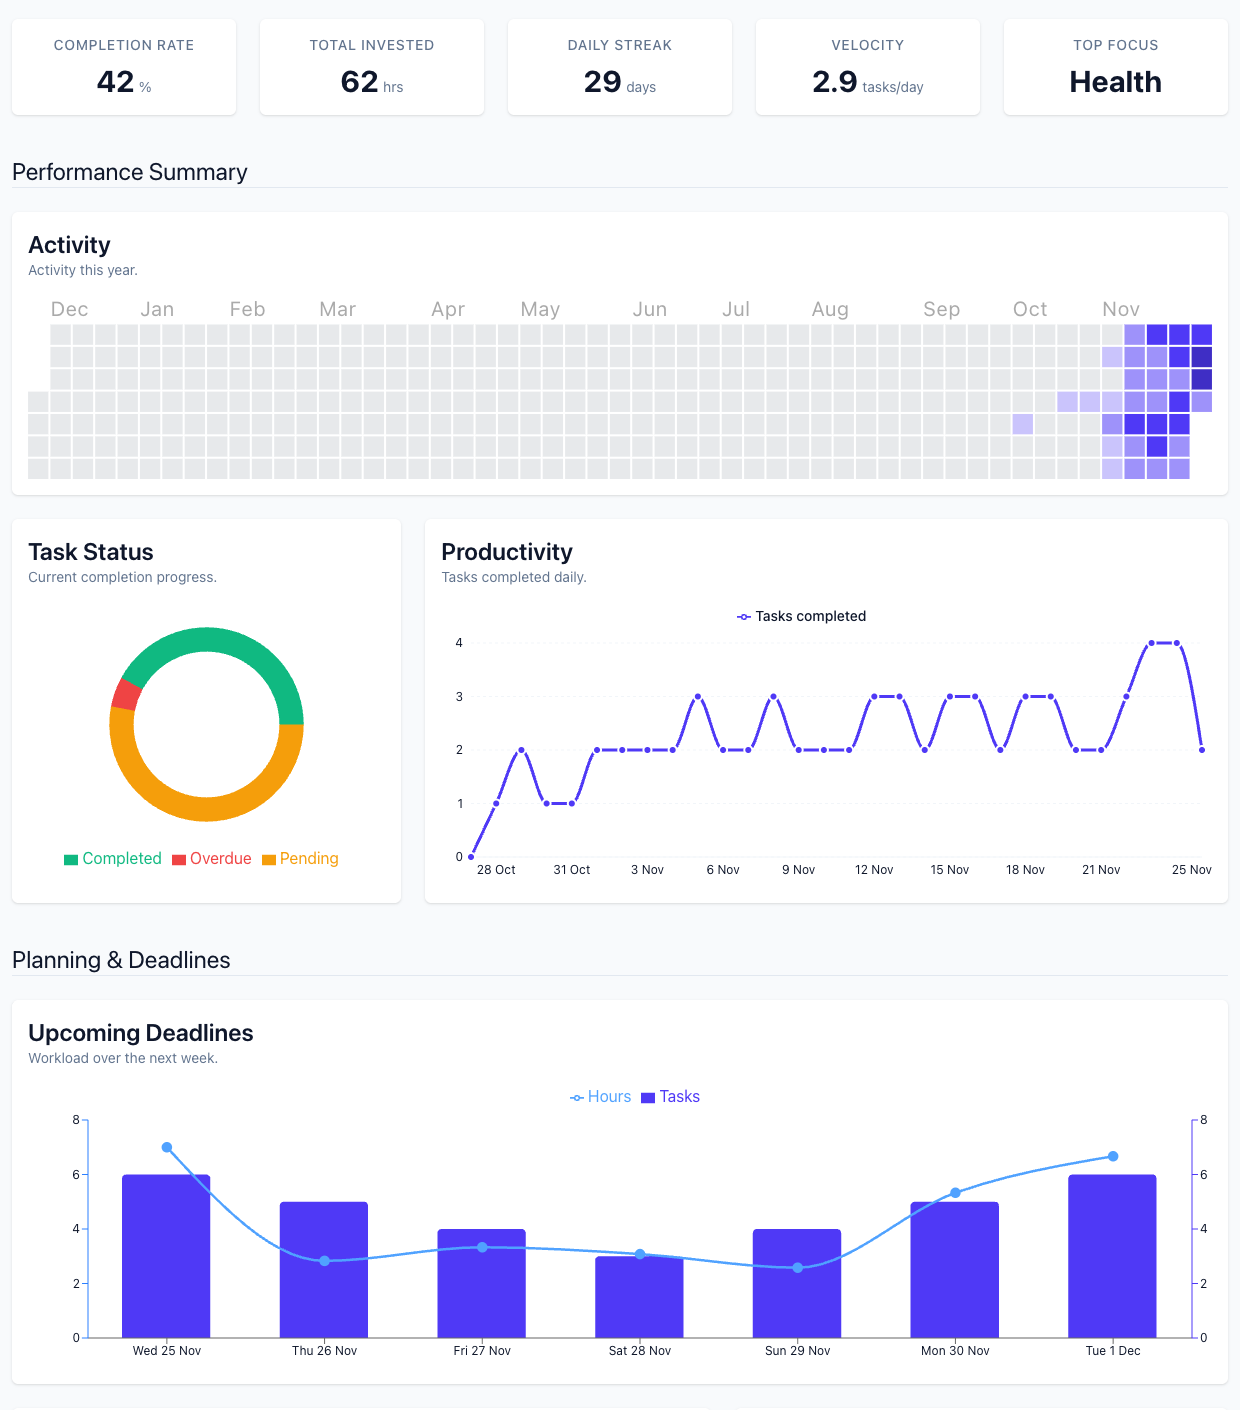 COMPLETION RATE
42 %
TOTAL INVESTED
62 hrs
DAILY STREAK
29 days
VELOCITY
2.9 tasks/day
TOP FOCUS
Health
Performance Summary
Activity
Activity this year.
Dec Jan Feb Mar Apr May Jun Jul Aug Sep Oct Nov
Task Status
Current completion progress.
Completed Overdue Pending
Productivity
Tasks completed daily.
Tasks completed
4
3
2
1
0
28 Oct 31 Oct 3 Nov 6 Nov 9 Nov 12 Nov 15 Nov 18 Nov 21 Nov 25 Nov
Planning & Deadlines
Upcoming Deadlines
Workload over the next week.
Hours Tasks
8 8
6 6
4 4
2 2
0 0
Wed 25 Nov Thu 26 Nov Fri 27 Nov Sat 28 Nov Sun 29 Nov Mon 30 Nov Tue 1 Dec